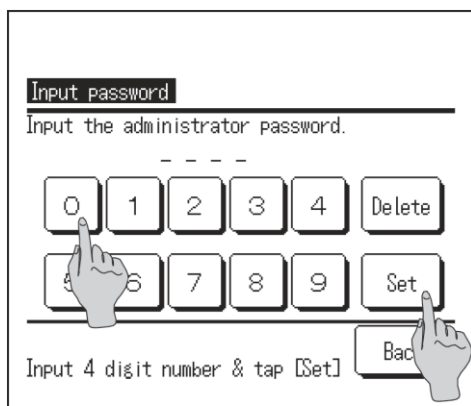 Input password
Input the administrator password.
_ _ _ _
0 1 2 3 4 Delete
5 6 7 8 9 Set
Input 4 digit number & tap [Set]